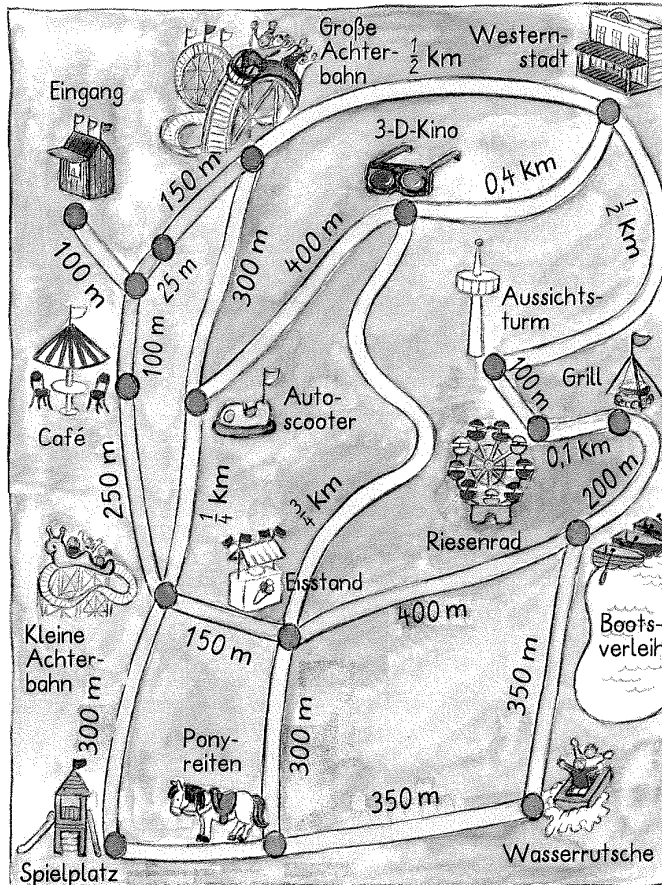 Große
Achter-
bahn
1/2 km
Western-
stadt
Eingang
3-D-Kino
150 m
0,4 km
100 m
25 m
300 m
400 m
1/2 km
Aussichts-
turm
100 m
Café
Auto-
scooter
100 m
Grill
0,1 km
250 m
1/4 km
3/4 km
200 m
Riesenrad
Eisstand
400 m
Kleine
Achter-
bahn
150 m
Boots-
verleih
300 m
Pony-
reiten
300 m
350 m
350 m
Spielplatz
Wasserrutsche